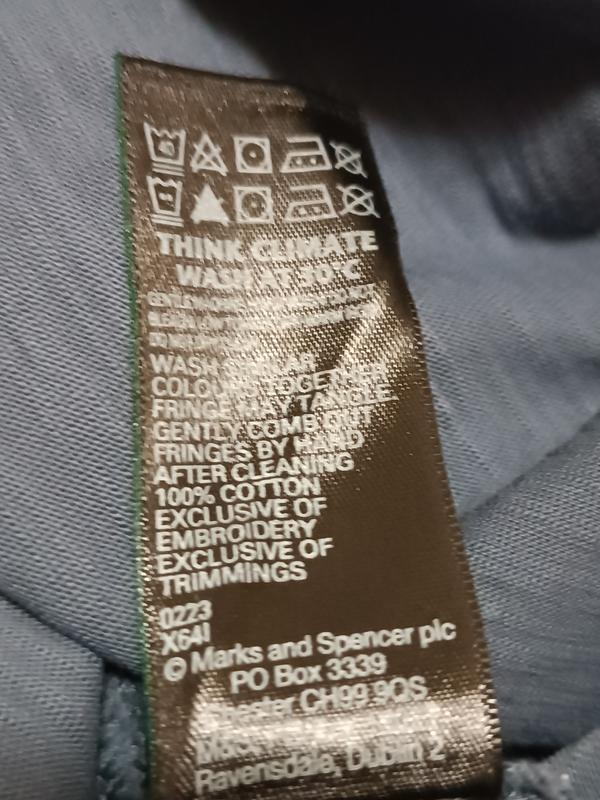 THINK CLIMATE
WASH AT 30°C
WASH
COLOURS TOGETHER
FRINGE MAY TANGLE
GENTLY COMB OUT
FRINGES BY HAND
AFTER CLEANING
100% COTTON
EXCLUSIVE OF
EMBROIDERY
EXCLUSIVE OF
TRIMMINGS
0223
X64I
© Marks and Spencer plc
PO Box 3339
Chester CH99 9QS
Ravensdale, Dublin 2